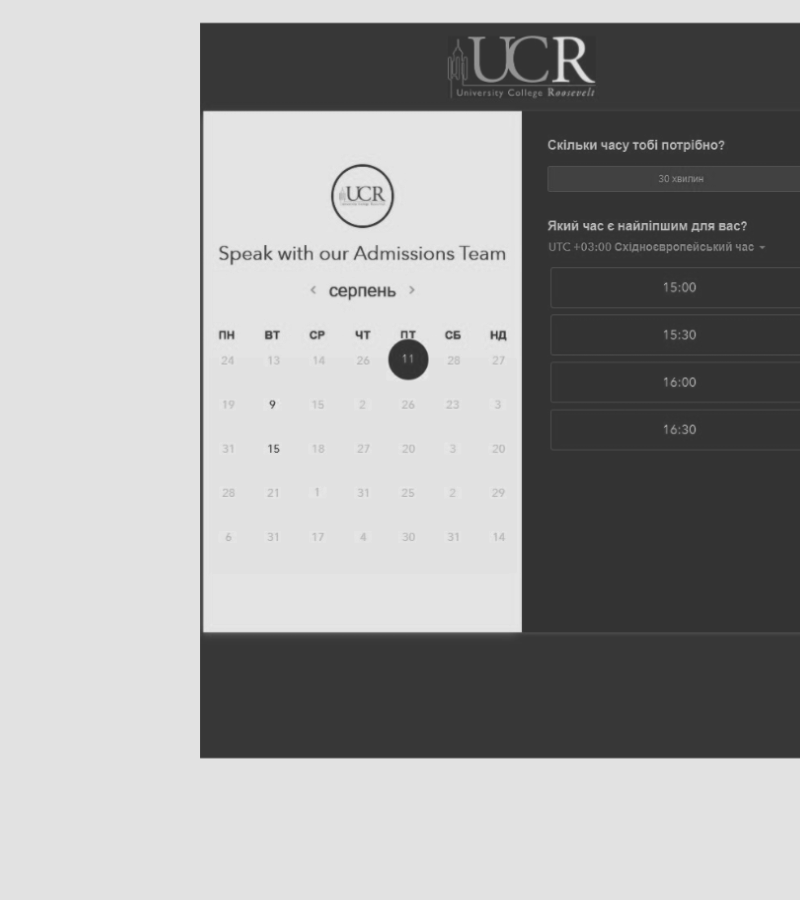 UCR
University College Roosevelt
UCR
Speak with our Admissions Team
‹ серпень ›
ПН ВТ СР ЧТ ПТ СБ НД
24 13 14 26 11 28 27
19 9 15 2 26 23 3
31 15 18 27 20 3 20
28 21 1 31 25 2 29
6 31 17 4 30 31 14
Скільки часу тобі потрібно?
30 хвилин
Який час є найліпшим для вас?
UTC +03:00 Східноєвропейський час
15:00
15:30
16:00
16:30